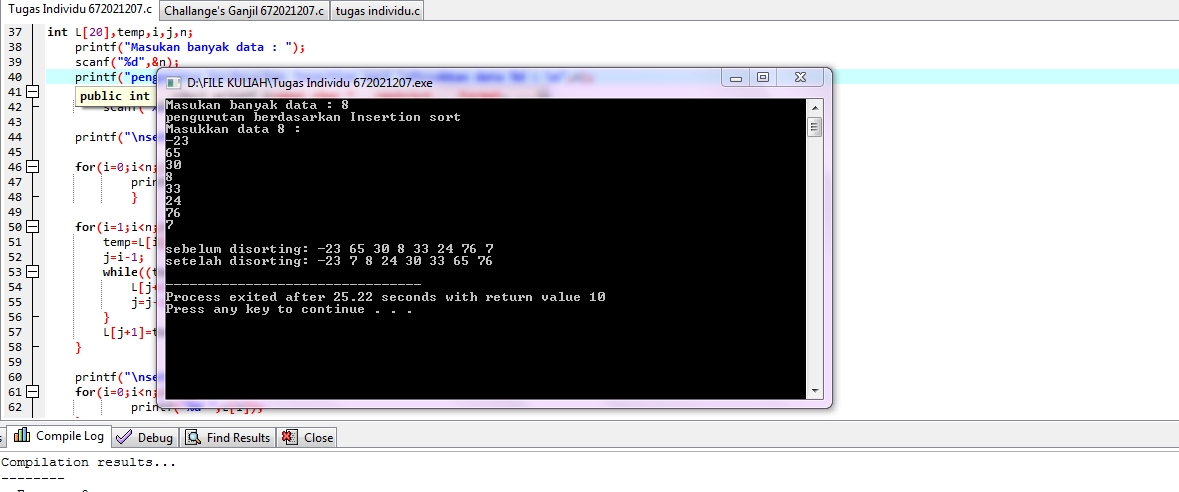 Tugas Individu 672021207.c Challange's Ganjil 672021207.c tugas individu.c
37 int L[20],temp,i,j,n;
38 printf("Masukan banyak data : ");
39 scanf("%d",&n);
40 printf("peng
41
public int
42
43
44 printf("\nse
45
46 for(i=0;i<n;
47 prin
48 }
49
50 for(i=1;i<n;
51 temp=L[i
52 j=i-1;
53 while((t
54 L[j+
55 j=j-
56 }
57 L[j+1]=t
58 }
59
60 printf("\nse
61 for(i=0;i<n;
62 printf("%d ",L[i]);
D:\FILE KULIAH\Tugas Individu 672021207.exe
Masukan banyak data : 8
pengurutan berdasarkan Insertion sort
Masukkan data 8 :
-23
65
30
8
33
24
76
7
sebelum disorting: -23 65 30 8 33 24 76 7
setelah disorting: -23 7 8 24 30 33 65 76
--------------------------------
Process exited after 25.22 seconds with return value 10
Press any key to continue . . .
Compile Log Debug Find Results Close
Compilation results...
--------